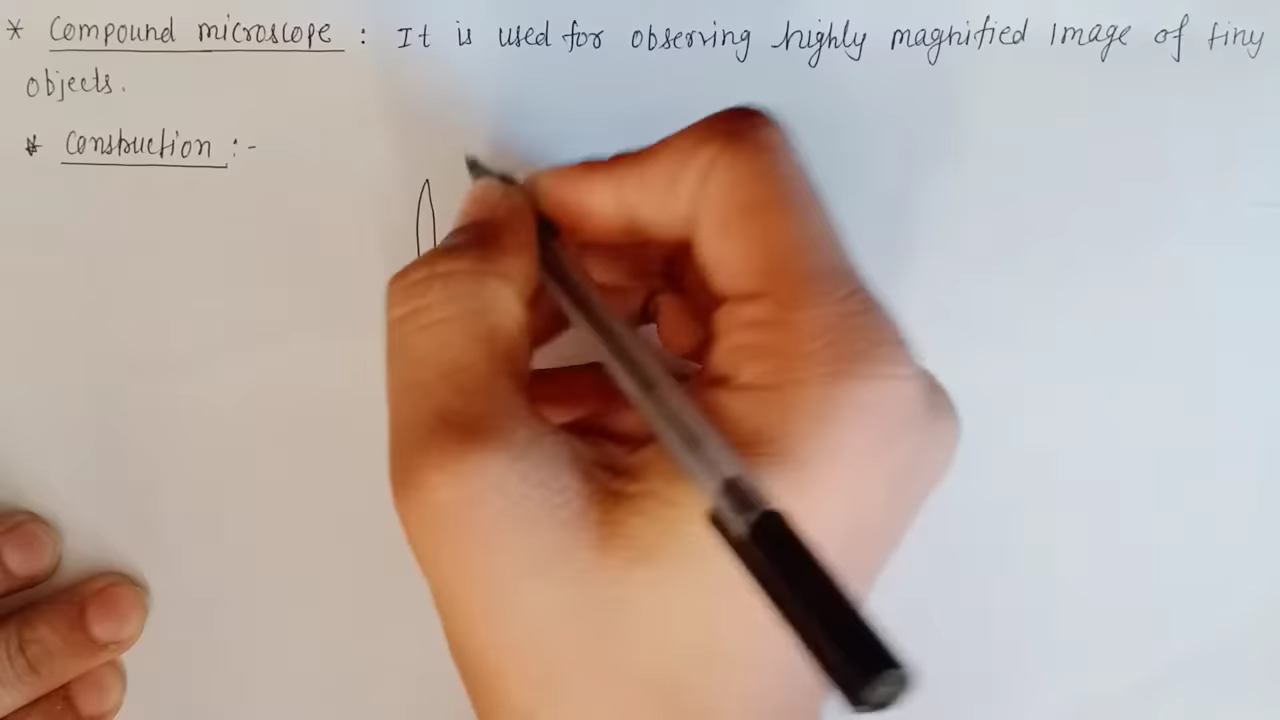 * Compound microscope : It is used for observing highly magnified Image of tiny
objects.
* Construction :-